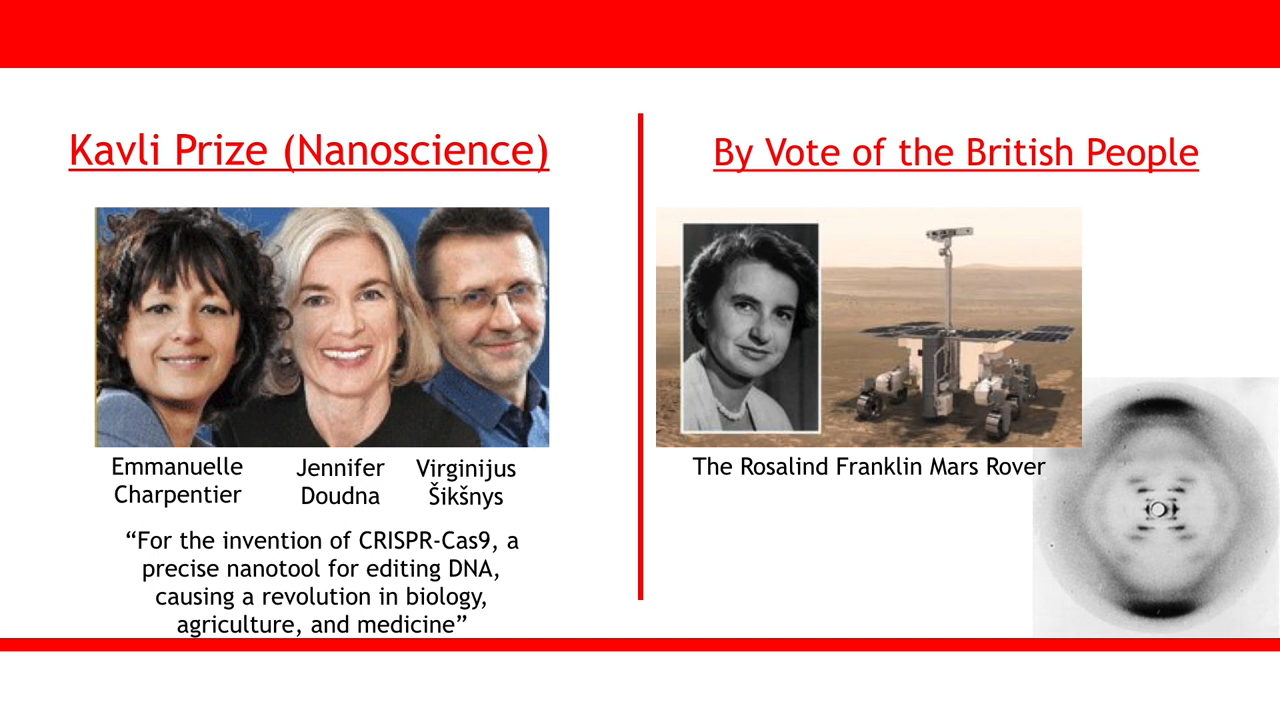 Kavli Prize (Nanoscience)
Emmanuelle
Charpentier
Jennifer
Doudna
Virginijus
Šikšnys
“For the invention of CRISPR-Cas9, a
precise nanotool for editing DNA,
causing a revolution in biology,
agriculture, and medicine”
By Vote of the British People
The Rosalind Franklin Mars Rover